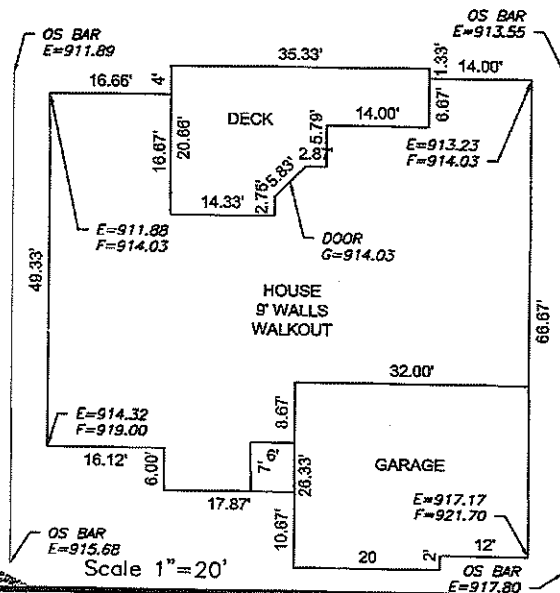 OS BAR
E=911.89
OS BAR
E=913.55
35.33'
1.33'
16.66'
4'
14.00'
DECK
14.00'
6.67'
5.79'
16.67'
20.66'
2.87'
5.83'
2.76'
14.33'
E=913.23
F=914.03
E=911.88
F=914.03
DOOR
G=914.03
49.33'
HOUSE
9' WALLS
WALKOUT
66.67'
32.00'
E=914.32
F=919.00
8.67'
16.12'
6.00'
7'
26.33'
GARAGE
17.87'
E=917.17
F=921.70
10.67'
20
2'
12'
OS BAR
E=915.68
Scale 1"=20'
OS BAR
E=917.80